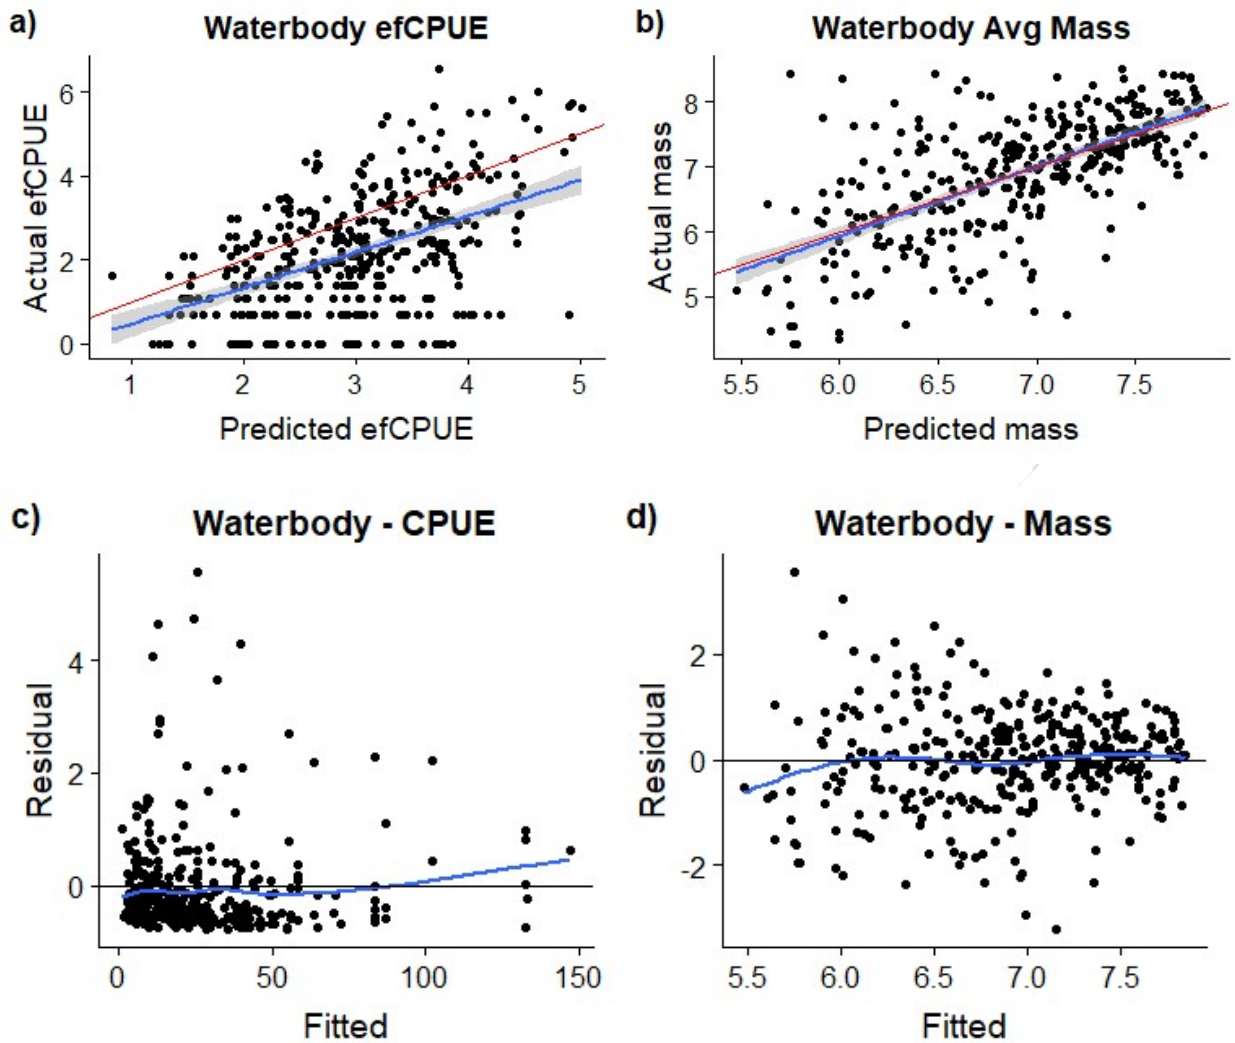 a) Waterbody efCPUE
Actual efCPUE
6
4
2
0
1 2 3 4 5
Predicted efCPUE
b) Waterbody Avg Mass
Actual mass
8
7
6
5
5.5 6.0 6.5 7.0 7.5
Predicted mass
c) Waterbody - CPUE
Residual
4
2
0
0 50 100 150
Fitted
d) Waterbody - Mass
Residual
2
0
-2
5.5 6.0 6.5 7.0 7.5
Fitted